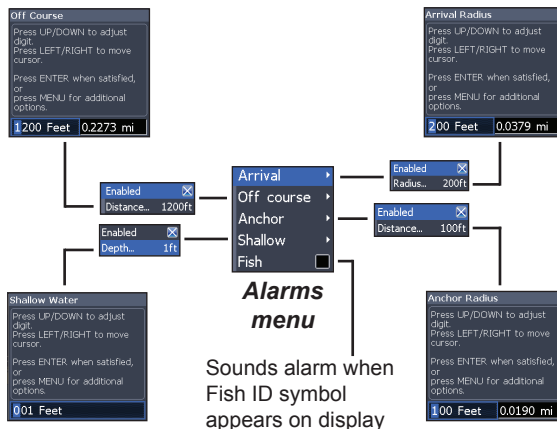 Off Course
Press UP/DOWN to adjust
digit.
Press LEFT/RIGHT to move
cursor.
Press ENTER when satisfied,
or
press MENU for additional
options.
1200 Feet 0.2273 mi
Arrival Radius
Press UP/DOWN to adjust
digit.
Press LEFT/RIGHT to move
cursor.
Press ENTER when satisfied,
or
press MENU for additional
options.
200 Feet 0.0379 mi
Enabled
Distance... 1200ft
Enabled
Depth... 1ft
Arrival
Off course
Anchor
Shallow
Fish
Enabled
Radius... 200ft
Enabled
Distance... 100ft
Alarms
menu
Sounds alarm when
Fish ID symbol
appears on display
Shallow Water
Press UP/DOWN to adjust
digit.
Press LEFT/RIGHT to move
cursor.
Press ENTER when satisfied,
or
press MENU for additional
options.
001 Feet
Anchor Radius
Press UP/DOWN to adjust
digit.
Press LEFT/RIGHT to move
cursor.
Press ENTER when satisfied,
or
press MENU for additional
options.
100 Feet 0.0190 mi